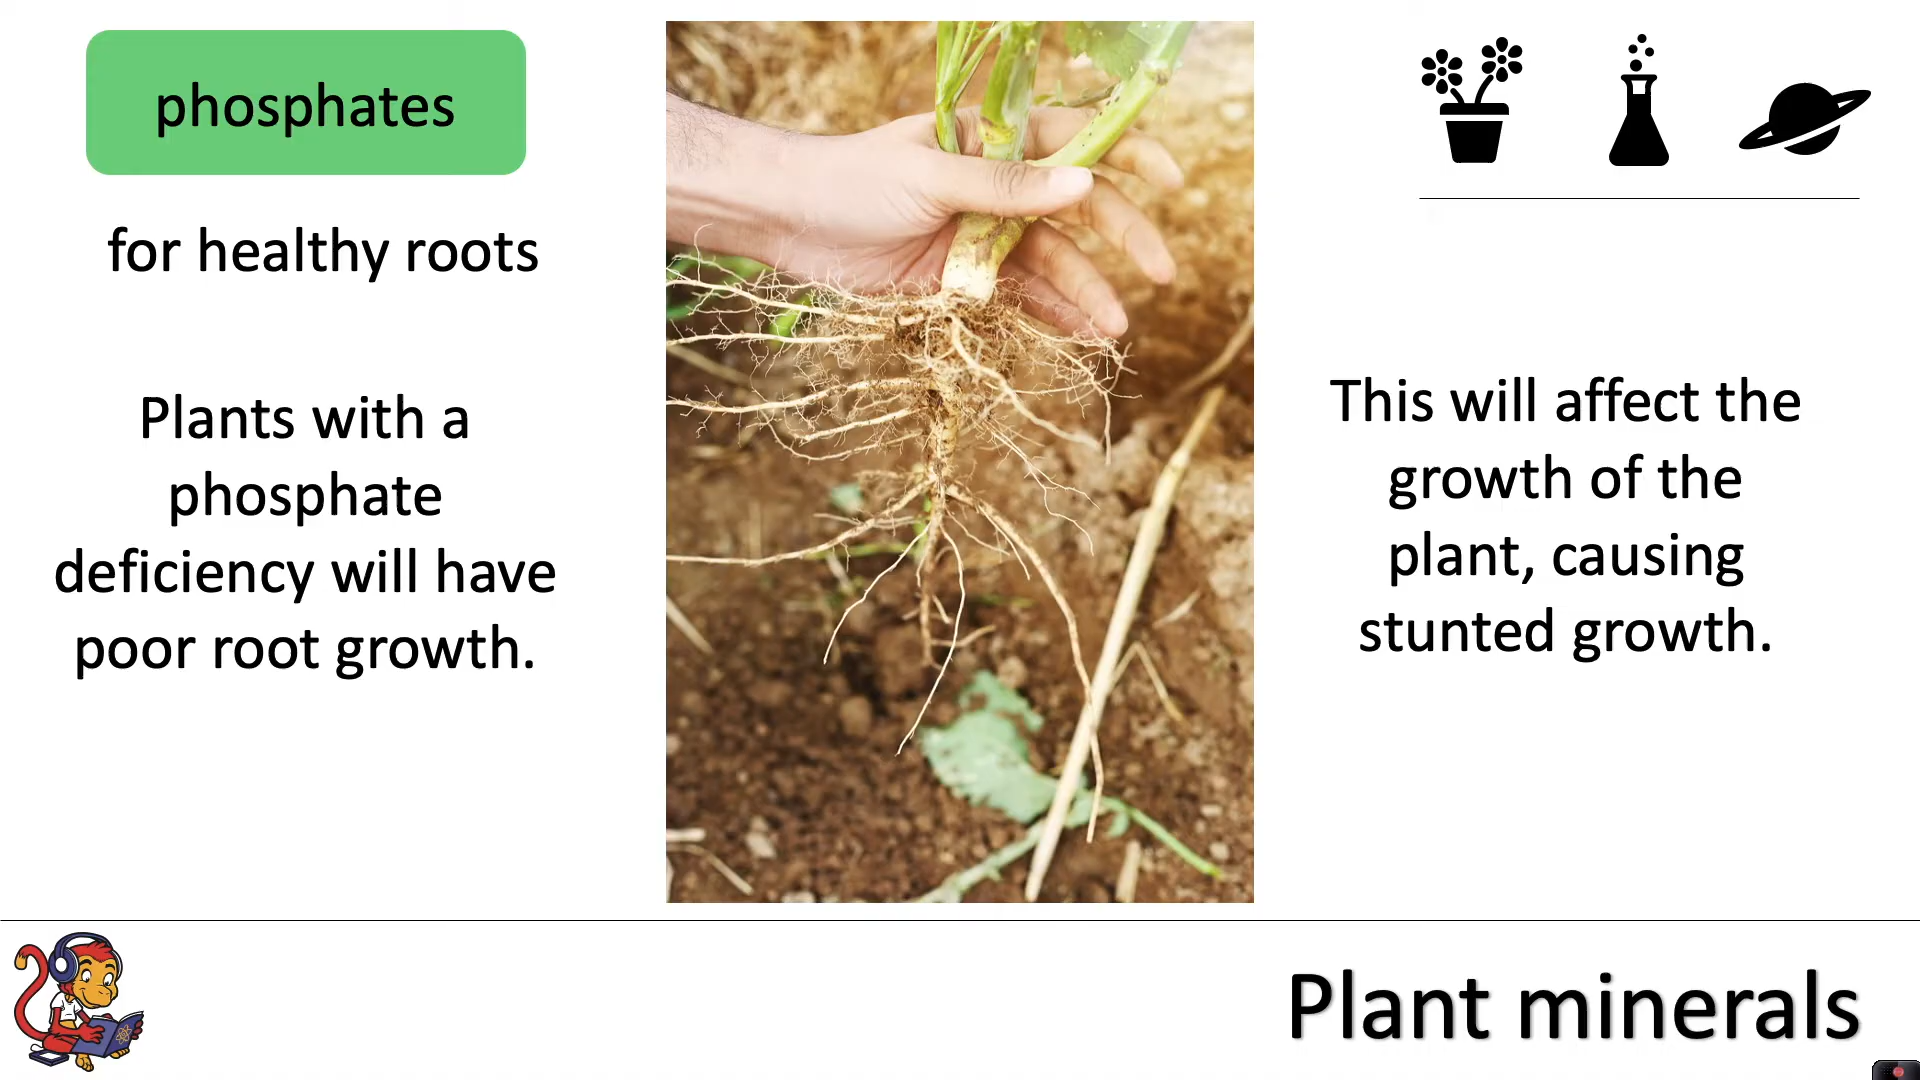 phosphates
for healthy roots
Plants with a
phosphate
deficiency will have
poor root growth.
This will affect the
growth of the
plant, causing
stunted growth.
Plant minerals